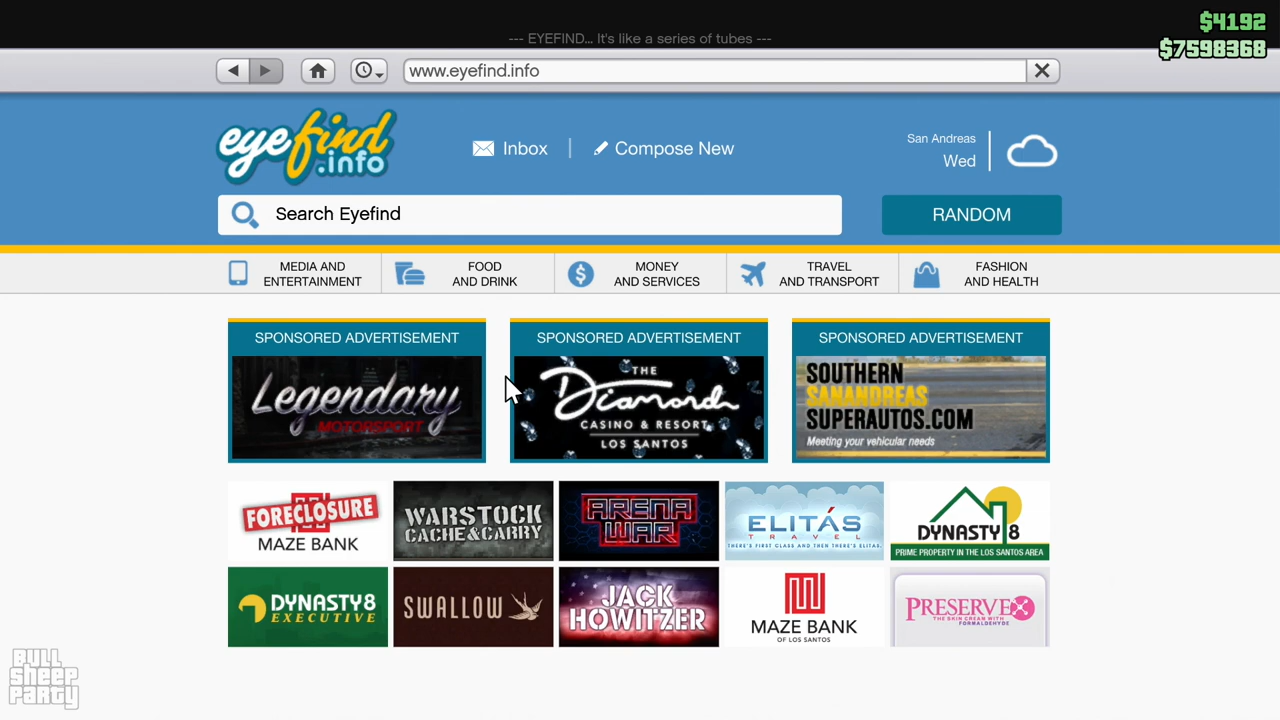 $4192
--- EYEFIND... It's like a series of tubes ---
$7598368
www.eyefind.info
eyefind
.info
Inbox
Compose New
San Andreas
Wed
Search Eyefind
RANDOM
MEDIA AND
ENTERTAINMENT
FOOD
AND DRINK
MONEY
AND SERVICES
TRAVEL
AND TRANSPORT
FASHION
AND HEALTH
SPONSORED ADVERTISEMENT
Legendary
MOTORSPORT
SPONSORED ADVERTISEMENT
THE
Diamond
CASINO & RESORT
LOS SANTOS
SPONSORED ADVERTISEMENT
SOUTHERN
SANANDREAS
SUPERAUTOS.COM
Meeting your vehicular needs
FORECLOSURE
MAZE BANK
WARSTOCK
CACHE&CARRY
ARENA
WAR
ELITÁS
TRAVEL
THERE'S FIRST CLASS AND THEN THERE'S ELITAS.
DYNASTY 8
PRIME PROPERTY IN THE LOS SANTOS AREA
DYNASTY8
EXECUTIVE
SWALLOW
JACK
HOWITZER
MAZE BANK
OF LOS SANTOS
PRESERVEX
THE SKIN CREAM WITH
FORMALDEHYDE
BULL
SHEEP
PARTY